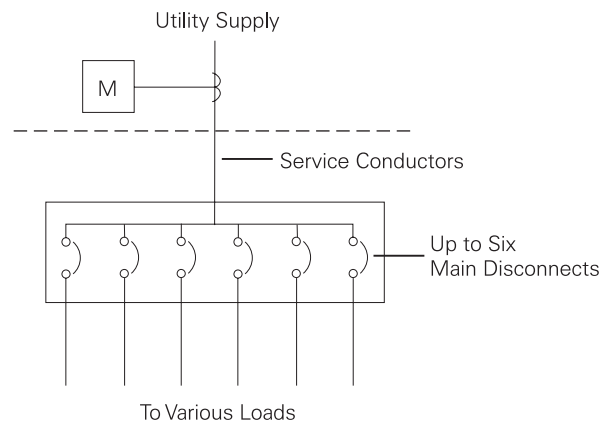 Utility Supply
M
Service Conductors
Up to Six
Main Disconnects
To Various Loads